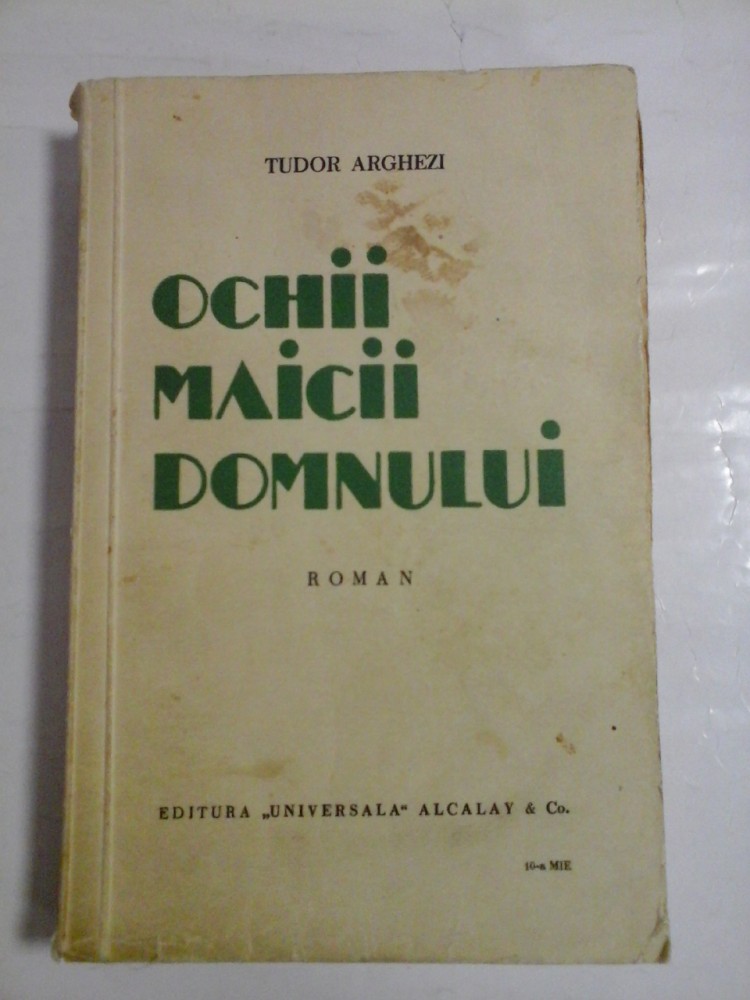 TUDOR ARGHEZI
OCHii
MAiCii
DOMNULUi
ROMAN
EDITURA „UNIVERSALA“ ALCALAY & Co.
10-a MIE